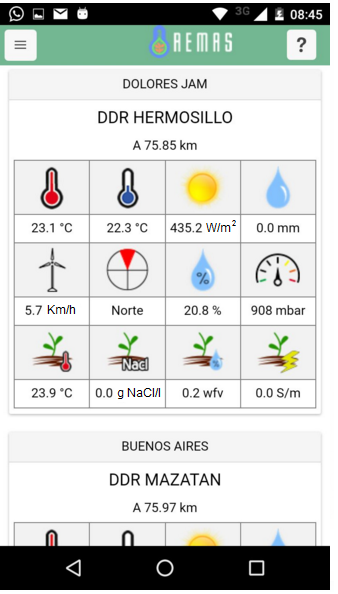 3G 08:45
REMAS ?
DOLORES JAM
DDR HERMOSILLO
A 75.85 km
23.1 °C 22.3 °C 435.2 W/m² 0.0 mm
%
5.7 Km/h Norte 20.8 % 908 mbar
Nacl %
23.9 °C 0.0 g NaCl/l 0.2 wfv 0.0 S/m
BUENOS AIRES
DDR MAZATAN
A 75.97 km